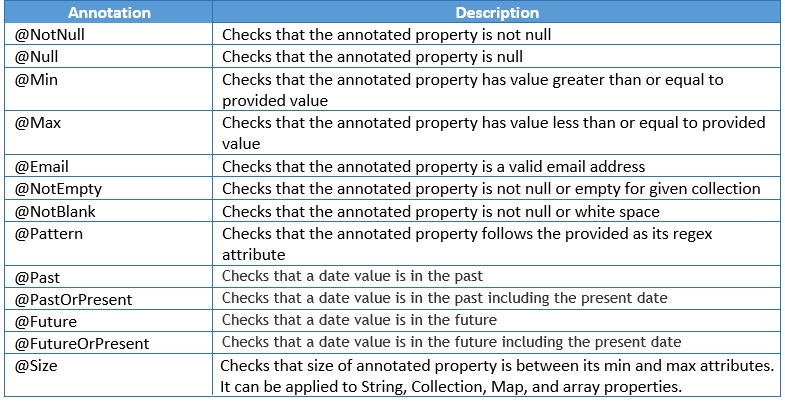 Annotation Description
@NotNull Checks that the annotated property is not null
@Null Checks that the annotated property is null
@Min Checks that the annotated property has value greater than or equal to
provided value
@Max Checks that the annotated property has value less than or equal to provided
value
@Email Checks that the annotated property is a valid email address
@NotEmpty Checks that the annotated property is not null or empty for given collection
@NotBlank Checks that the annotated property is not null or white space
@Pattern Checks that the annotated property follows the provided as its regex
attribute
@Past Checks that a date value is in the past
@PastOrPresent Checks that a date value is in the past including the present date
@Future Checks that a date value is in the future
@FutureOrPresent Checks that a date value is in the future including the present date
@Size Checks that size of annotated property is between its min and max attributes.
It can be applied to String, Collection, Map, and array properties.